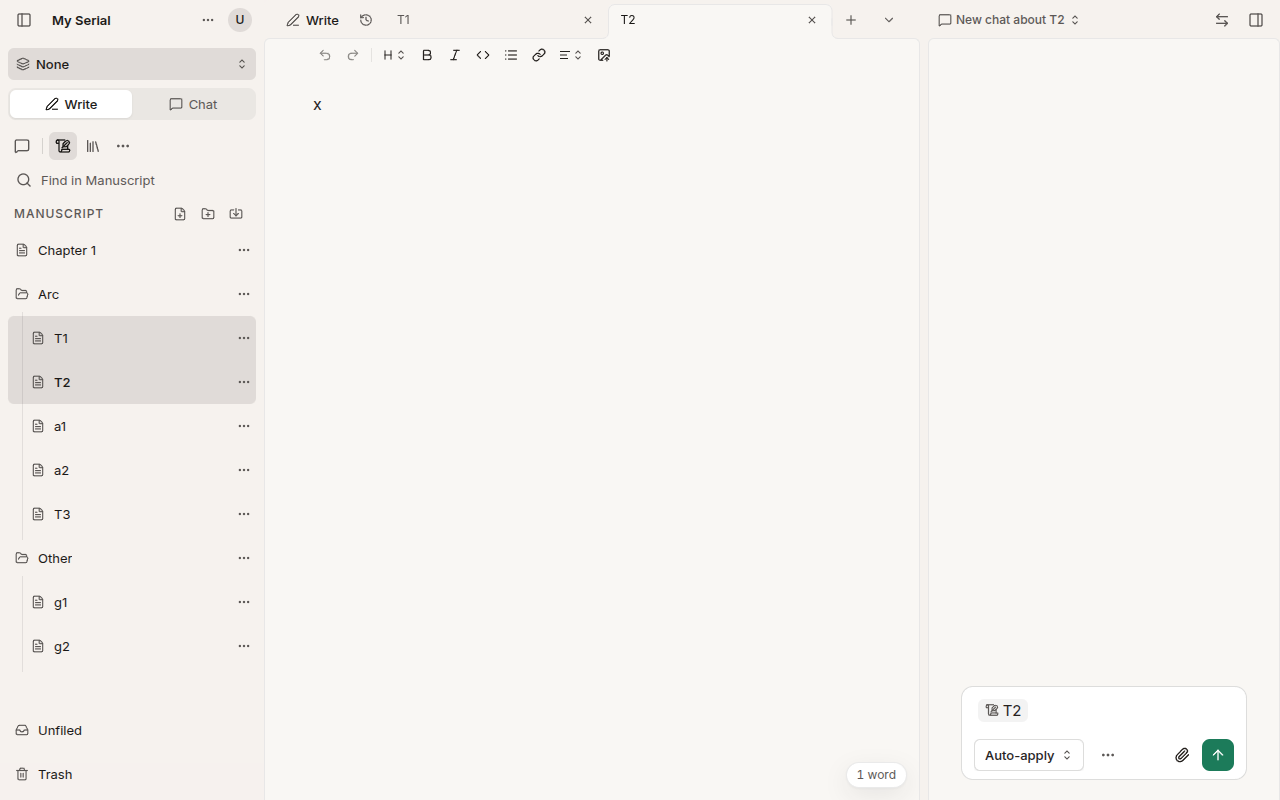 My Serial
U
Write
T1
T2
New chat about T2
None
Write
Chat
H
B
I
x
Find in Manuscript
MANUSCRIPT
Chapter 1
Arc
T1
T2
a1
a2
T3
Other
g1
g2
Unfiled
Trash
1 word
T2
Auto-apply